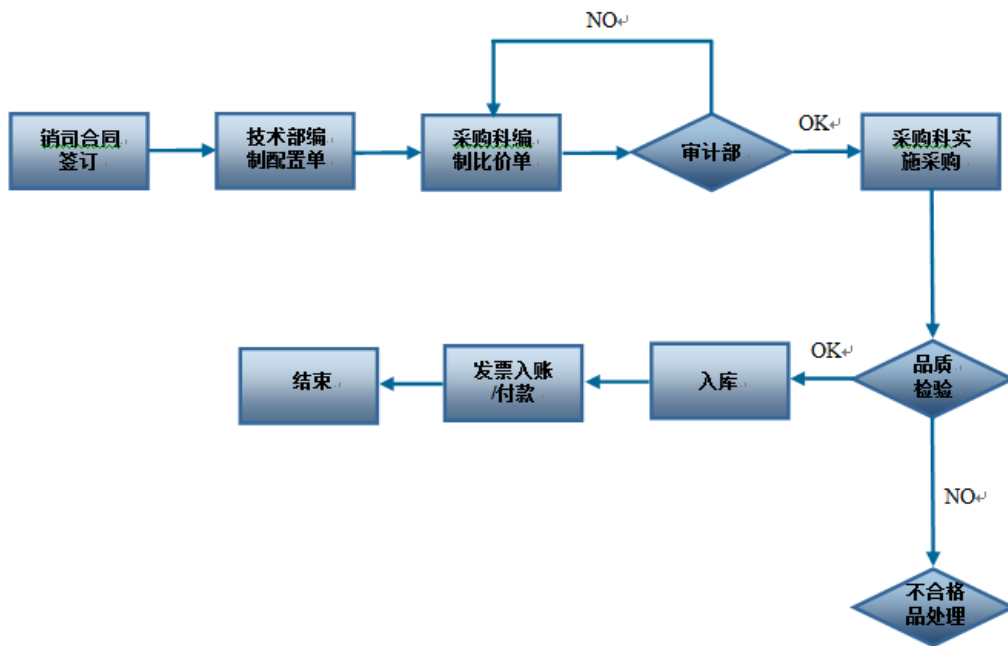 NO
销司合同
签订
技术部编
制配置单
采购科编
制比价单
审计部
OK
采购科实
施采购
结束
发票入账
/付款
入库
OK
品质
检验
NO
不合格
品处理